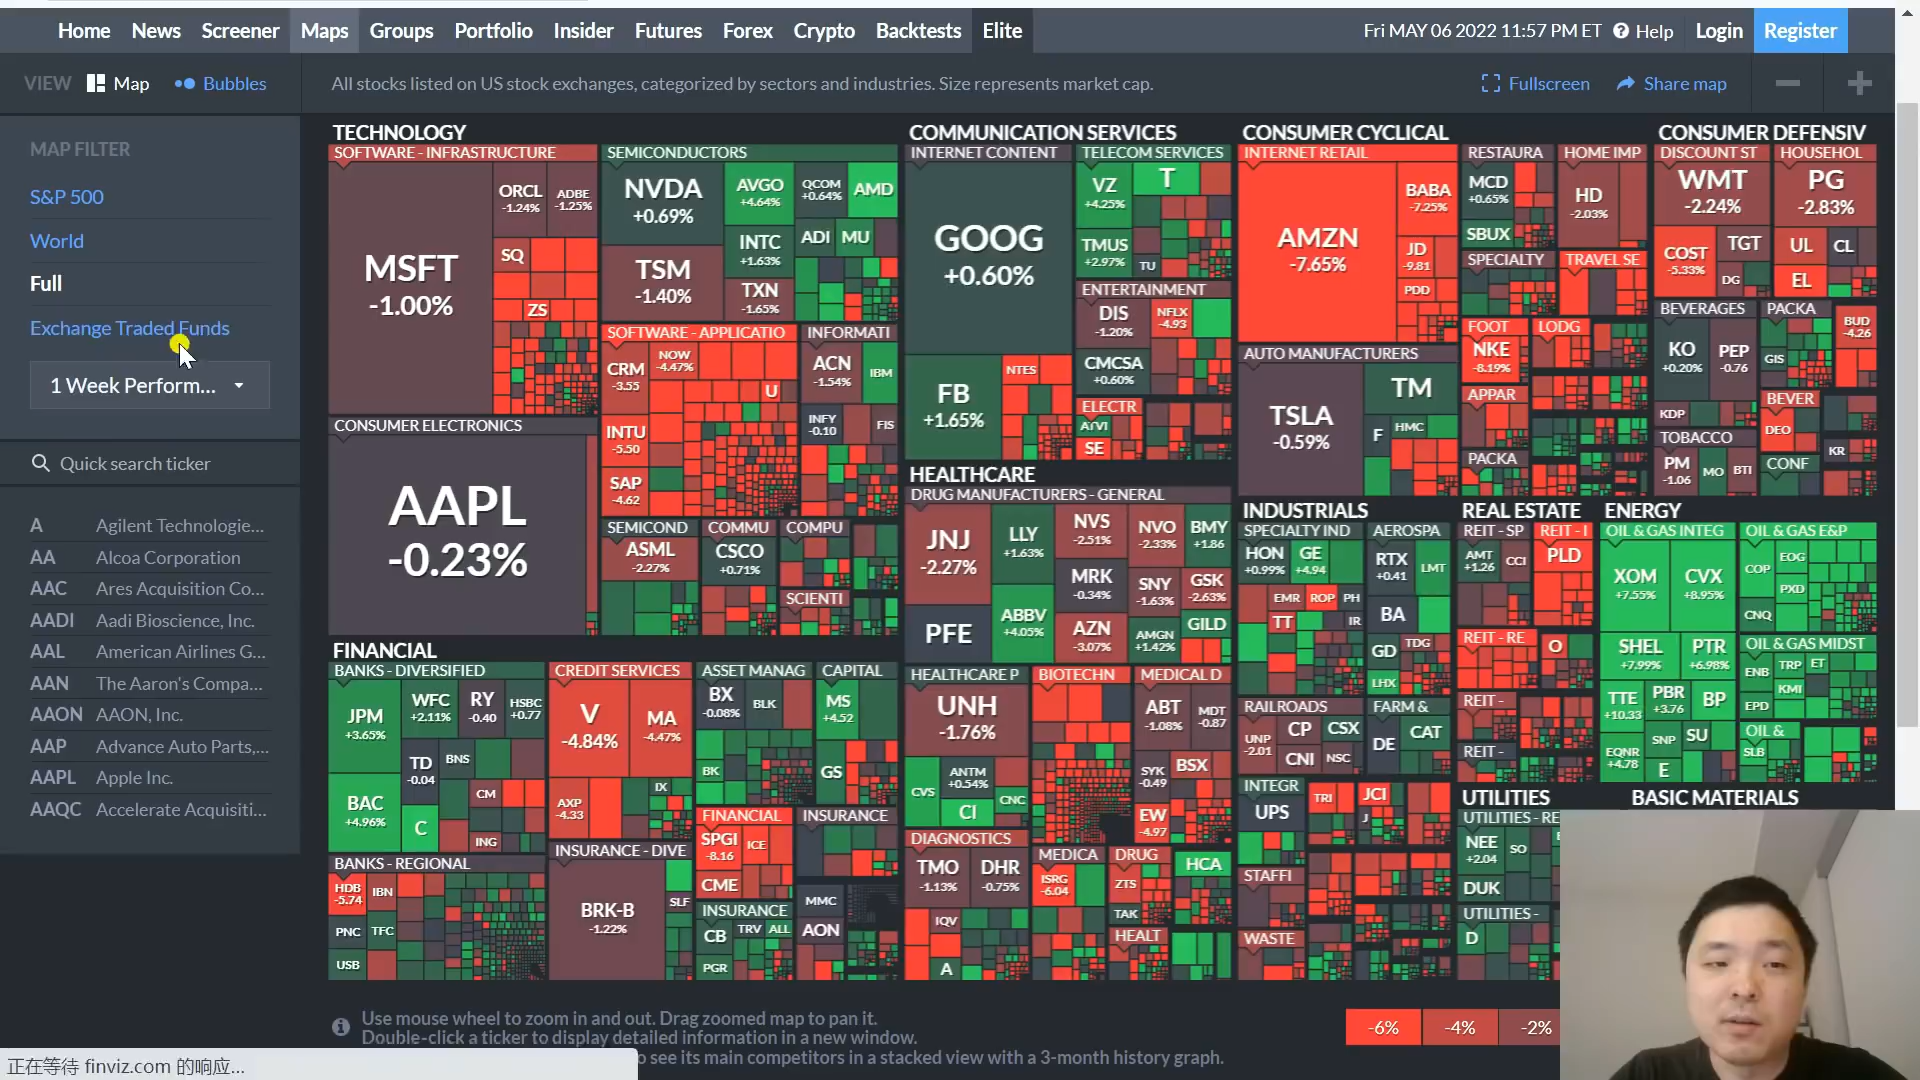 Home News Screener Maps Groups Portfolio Insider Futures Forex Crypto Backtests Elite Fri MAY 06 2022 11:57 PM ET Help Login Register
VIEW Map Bubbles All stocks listed on US stock exchanges, categorized by sectors and industries. Size represents market cap. Fullscreen Share map
MAP FILTER
S&P 500
World
Full
Exchange Traded Funds
1 Week Perform...
Quick search ticker
A Agilent Technologie...
AA Alcoa Corporation
AAC Ares Acquisition Co...
AADI Aadi Bioscience, Inc.
AAL American Airlines G...
AAN The Aaron's Compa...
AAON AAON, Inc.
AAP Advance Auto Parts,...
AAPL Apple Inc.
AAQC Accelerate Acquisiti...
TECHNOLOGY
SOFTWARE - INFRASTRUCTURE
MSFT
-1.00%
ORCL
-1.24%
ADBE
-1.25%
SQ
ZS
SEMICONDUCTORS
NVDA
+0.69%
AVGO
+4.64%
QCOM
+0.64%
AMD
TSM
-1.40%
INTC
+1.63%
ADI
MU
TXN
-1.65%
SOFTWARE - APPLICATIO
CRM
-3.55
NOW
-4.47%
U
INTU
-5.50
SAP
-4.62
INFORMATI
ACN
-1.54%
IBM
INFY
-0.10
FIS
CONSUMER ELECTRONICS
AAPL
-0.23%
SEMICOND
ASML
-2.27%
COMMU
CSCO
+0.71%
COMPU
SCIENTI
COMMUNICATION SERVICES
INTERNET CONTENT
GOOG
+0.60%
FB
+1.65%
NTES
TELECOM SERVICES
VZ
+4.25%
T
TMUS
+2.97%
TU
ENTERTAINMENT
DIS
-1.20%
NFLX
-4.93
CMCSA
+0.60%
ELECTR
SE
CONSUMER CYCLICAL
INTERNET RETAIL
AMZN
-7.65%
BABA
-7.25%
JD
-9.81
PDD
AUTO MANUFACTURERS
TSLA
-0.59%
TM
F
HMC
RESTAURA
MCD
+0.65%
SBUX
HOME IMP
HD
-2.03%
SPECIALTY
TRAVEL SE
FOOT
NKE
-8.19%
LODG
APPAR
PACKA
CONSUMER DEFENSIV
DISCOUNT ST
WMT
-2.24%
COST
-5.33%
TGT
DG
HOUSEHOL
PG
-2.83%
UL
CL
EL
BEVERAGES
KO
+0.20%
PEP
-0.76
KDP
PACKA
GIS
BUD
-4.26
BEVER
DEO
TOBACCO
PM
-1.06
MO
BTI
CONF
KR
HEALTHCARE
DRUG MANUFACTURERS - GENERAL
JNJ
-2.27%
LLY
+1.63%
NVS
-2.51%
NVO
-2.33%
BMY
+1.86
PFE
ABBV
+4.05%
MRK
-0.34%
SNY
-1.63%
GSK
-2.63%
AZN
-3.07%
AMGN
+1.42%
GILD
HEALTHCARE P
UNH
-1.76%
CVS
ANTM
+0.54%
CI
CNC
BIOTECHN
MEDICAL D
ABT
-1.08%
MDT
-0.87
SYK
-0.49
BSX
EW
-4.97
DIAGNOSTICS
TMO
-1.13%
DHR
-0.75%
IQV
A
MEDICA
ISRG
-6.04
DRUG
ZTS
TAK
HCA
HEALT
INDUSTRIALS
SPECIALTY IND
HON
+0.99%
GE
+4.94
EMR
ROP
PH
TT
IR
AEROSPA
RTX
+0.41
LMT
BA
GD
TDG
LHX
RAILROADS
UNP
-2.01
CP
CSX
CNI
NSC
FARM &
DE
CAT
INTEGR
UPS
TRI
JCI
J
STAFFI
WASTE
REAL ESTATE
REIT - SP
AMT
+1.26
CCI
REIT - I
PLD
REIT - RE
O
REIT -
REIT -
ENERGY
OIL & GAS INTEG
XOM
+7.55%
CVX
+8.95%
SHEL
+7.99%
PTR
+6.98%
TTE
+10.33
PBR
+3.76
BP
EQNR
+4.78
SNP
SU
E
OIL & GAS E&P
COP
EOG
PXD
CNQ
OIL & GAS MIDST
ENB
TRP
ET
KMI
EPD
OIL &
SLB
UTILITIES
UTILITIES - RE
NEE
+2.04
SO
DUK
UTILITIES -
D
BASIC MATERIALS
FINANCIAL
BANKS - DIVERSIFIED
JPM
+3.65%
WFC
+2.11%
RY
-0.40
HSBC
+0.77
TD
-0.04
BNS
BAC
+4.96%
C
CM
ING
BANKS - REGIONAL
HDB
-5.74
IBN
PNC
TFC
USB
CREDIT SERVICES
V
-4.84%
MA
-4.47%
AXP
-4.33
IX
INSURANCE - DIVE
BRK-B
-1.22%
SLF
ASSET MANAG
BX
-0.08%
BLK
BK
CAPITAL
MS
+4.52
GS
FINANCIAL
SPGI
-8.16
ICE
CME
INSURANCE
MMC
AON
INSURANCE
CB
TRV
ALL
PGR
Use mouse wheel to zoom in and out. Drag zoomed map to pan it.
Double-click a ticker to display detailed information in a new window.
o see its main competitors in a stacked view with a 3-month history graph.
-6% -4% -2%
正在等待 finviz.com 的响应...